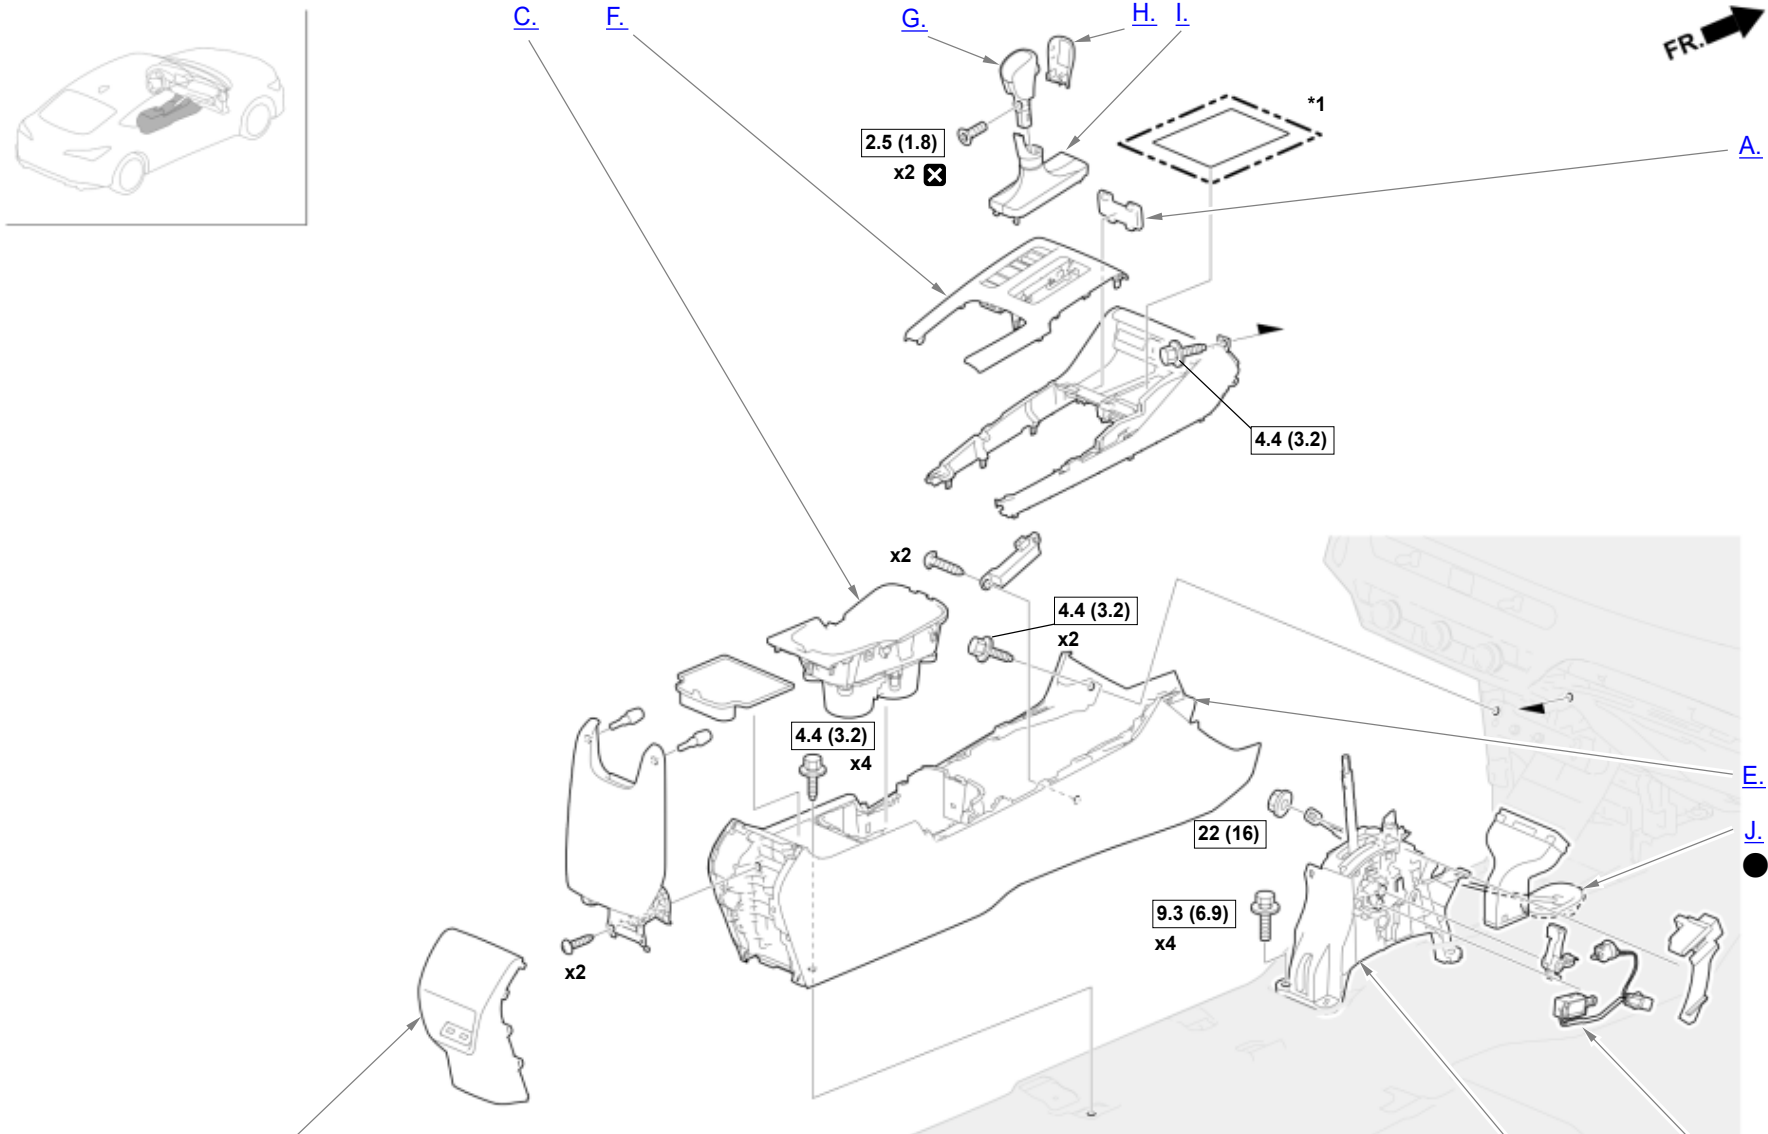 C.
F.
G.
H.
I.
FR.
*1
2.5 (1.8)
x2
A.
4.4 (3.2)
x2
4.4 (3.2)
x2
4.4 (3.2)
x4
E.
22 (16)
J.
9.3 (6.9)
x4
x2